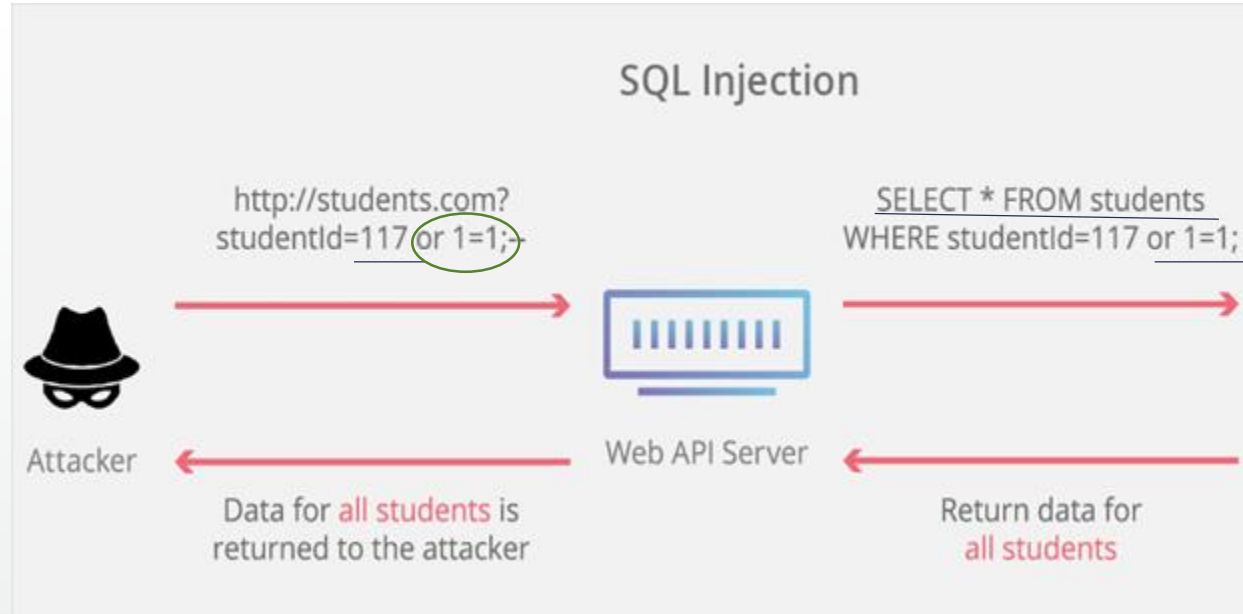 SQL Injection
http://students.com?
studentId=117 or 1=1;--
SELECT * FROM students
WHERE studentId=117 or 1=1;
Attacker
Web API Server
Data for all students is
returned to the attacker
Return data for
all students